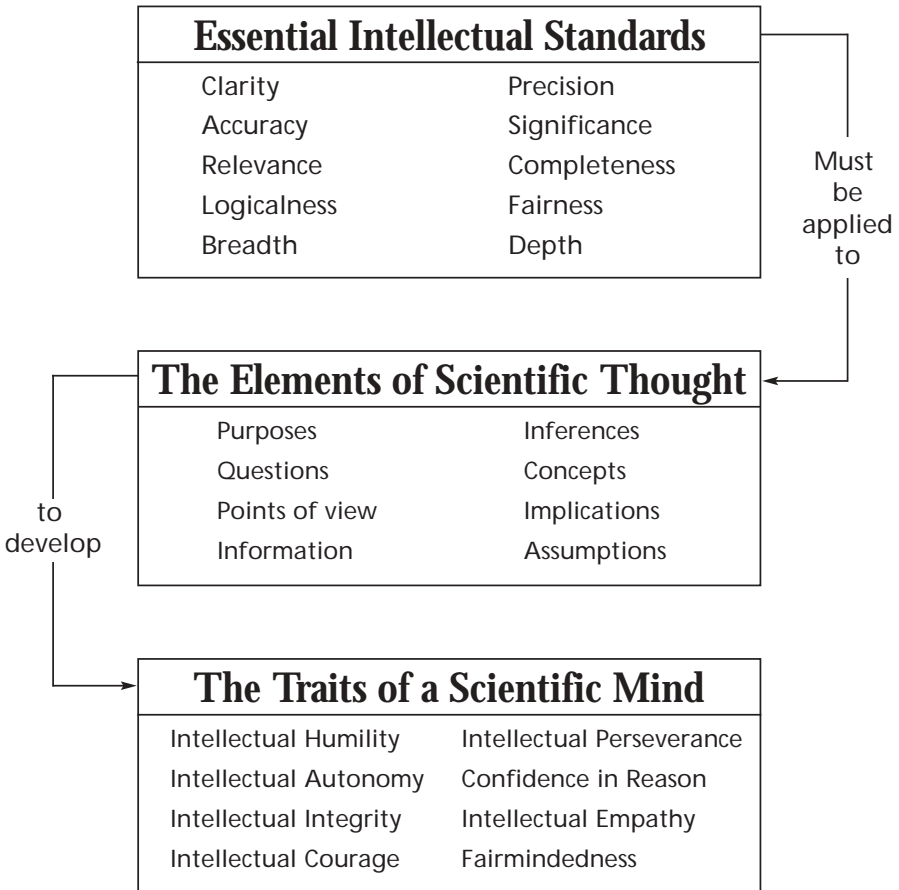 Essential Intellectual Standards
Clarity Precision
Accuracy Significance
Relevance Completeness
Logicalness Fairness
Breadth Depth
Must
be
applied
to
The Elements of Scientific Thought
Purposes Inferences
Questions Concepts
Points of view Implications
Information Assumptions
to
develop
The Traits of a Scientific Mind
Intellectual Humility Intellectual Perseverance
Intellectual Autonomy Confidence in Reason
Intellectual Integrity Intellectual Empathy
Intellectual Courage Fairmindedness